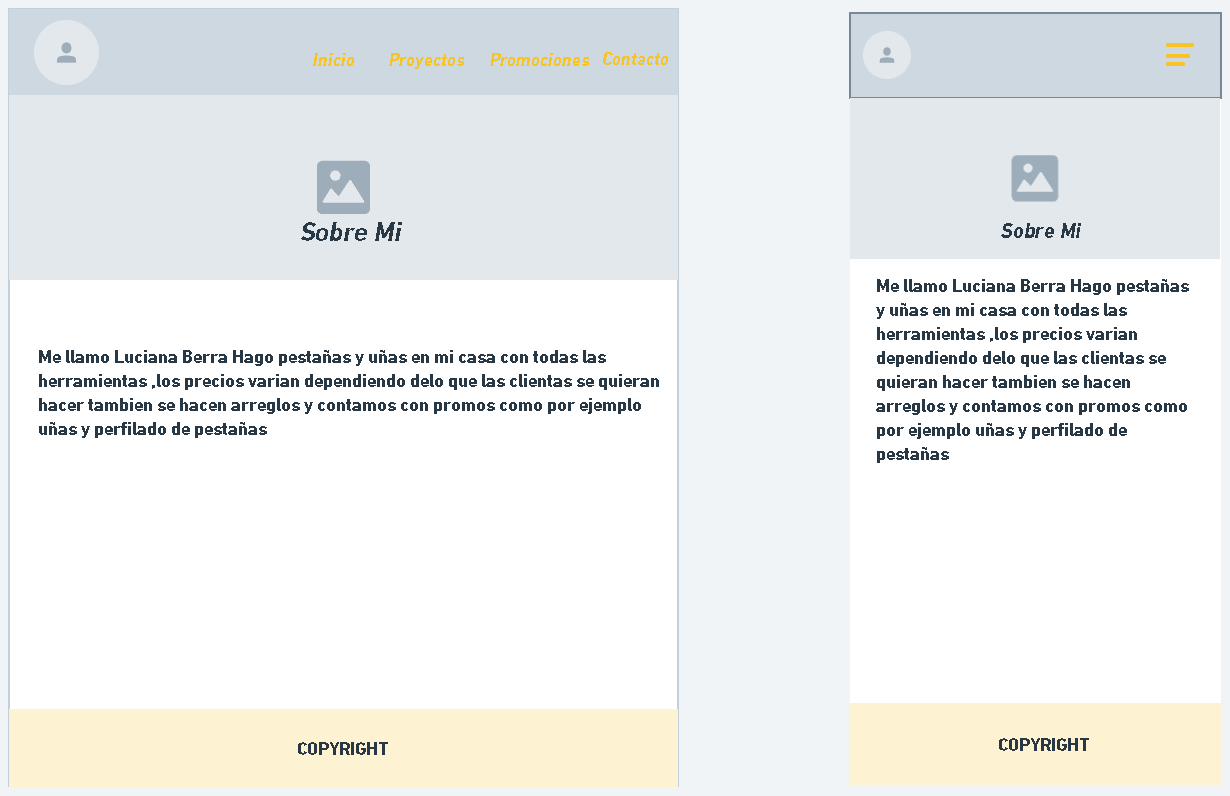 Inicio Proyectos Promociones Contacto
Sobre Mi
Me llamo Luciana Berra Hago pestañas y uñas en mi casa con todas las
herramientas ,los precios varian dependiendo delo que las clientas se quieran
hacer tambien se hacen arreglos y contamos con promos como por ejemplo
uñas y perfilado de pestañas
COPYRIGHT
Sobre Mi
Me llamo Luciana Berra Hago pestañas
y uñas en mi casa con todas las
herramientas ,los precios varian
dependiendo delo que las clientas se
quieran hacer tambien se hacen
arreglos y contamos con promos como
por ejemplo uñas y perfilado de
pestañas
COPYRIGHT